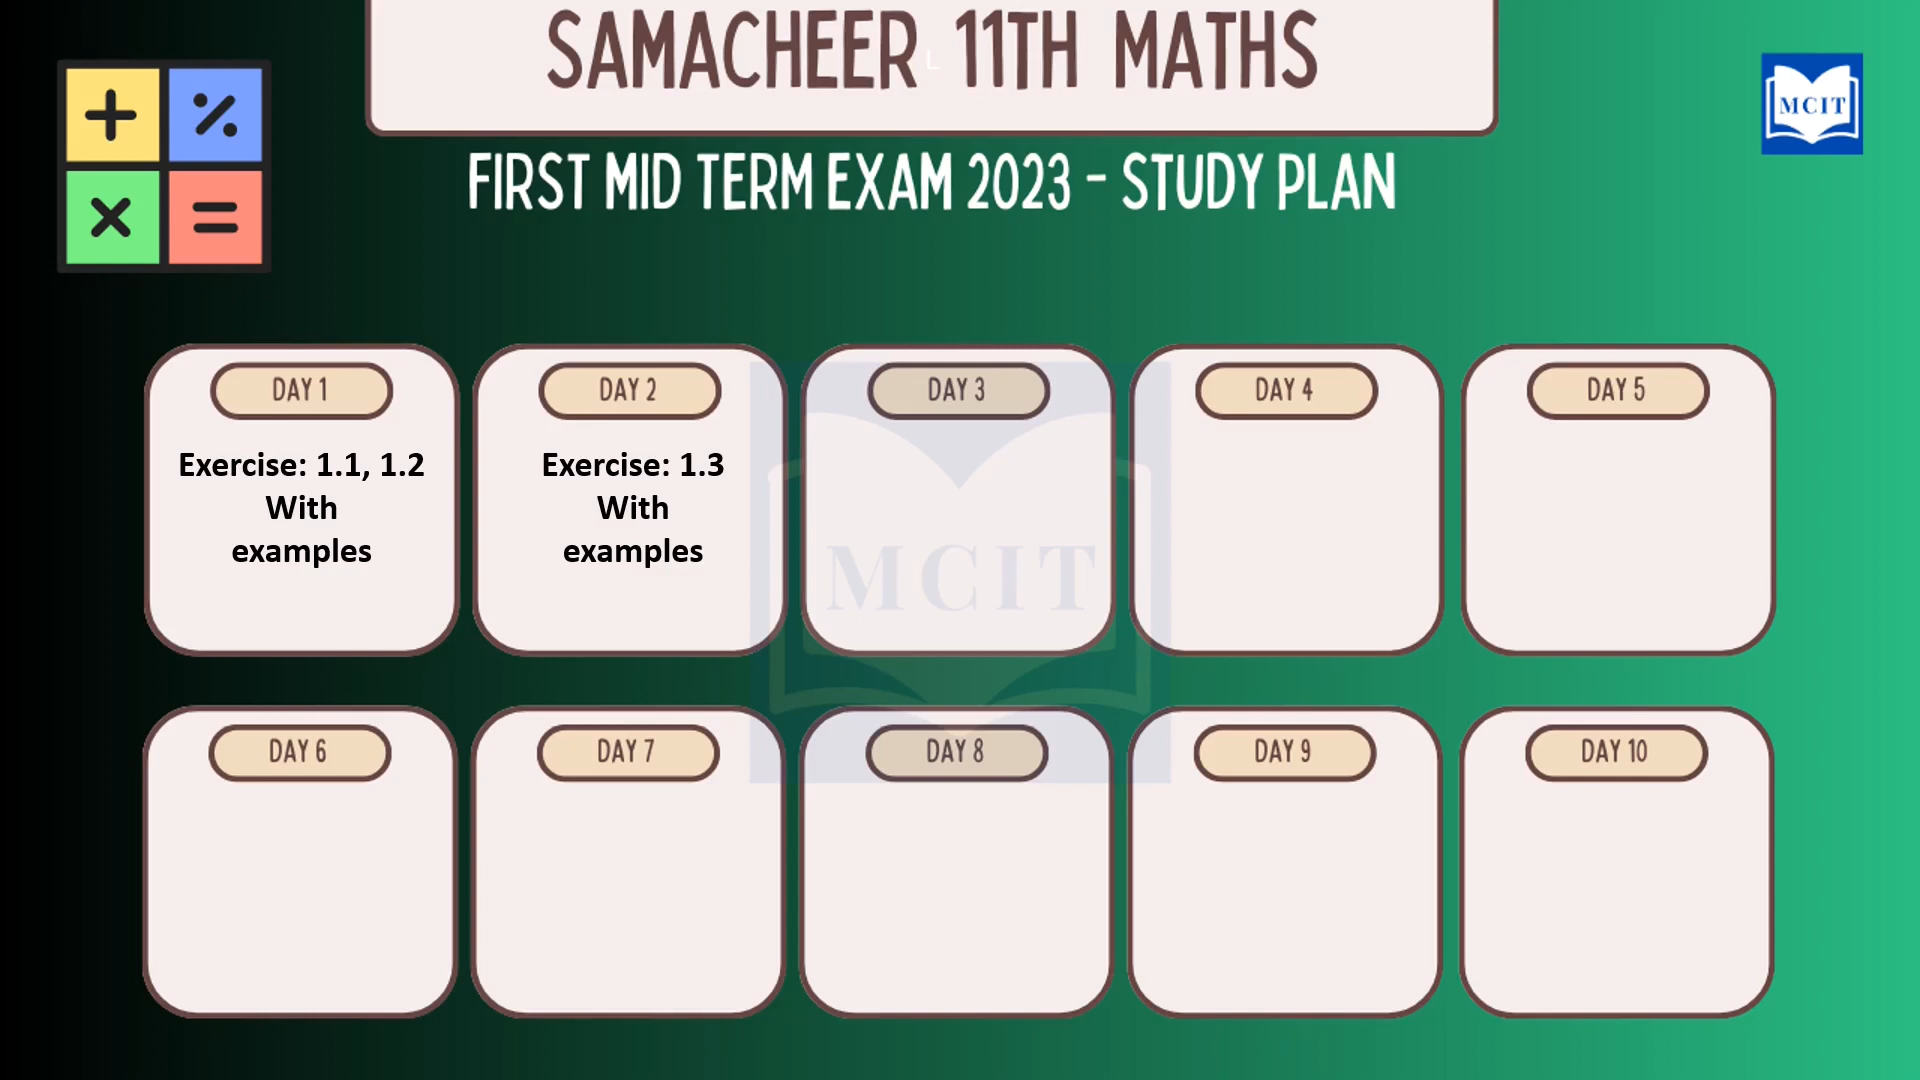 SAMACHEER 11TH MATHS
MCIT
FIRST MID TERM EXAM 2023 - STUDY PLAN
DAY 1
Exercise: 1.1, 1.2
With
examples
DAY 2
Exercise: 1.3
With
examples
DAY 3
DAY 4
DAY 5
MCIT
DAY 6
DAY 7
DAY 8
DAY 9
DAY 10